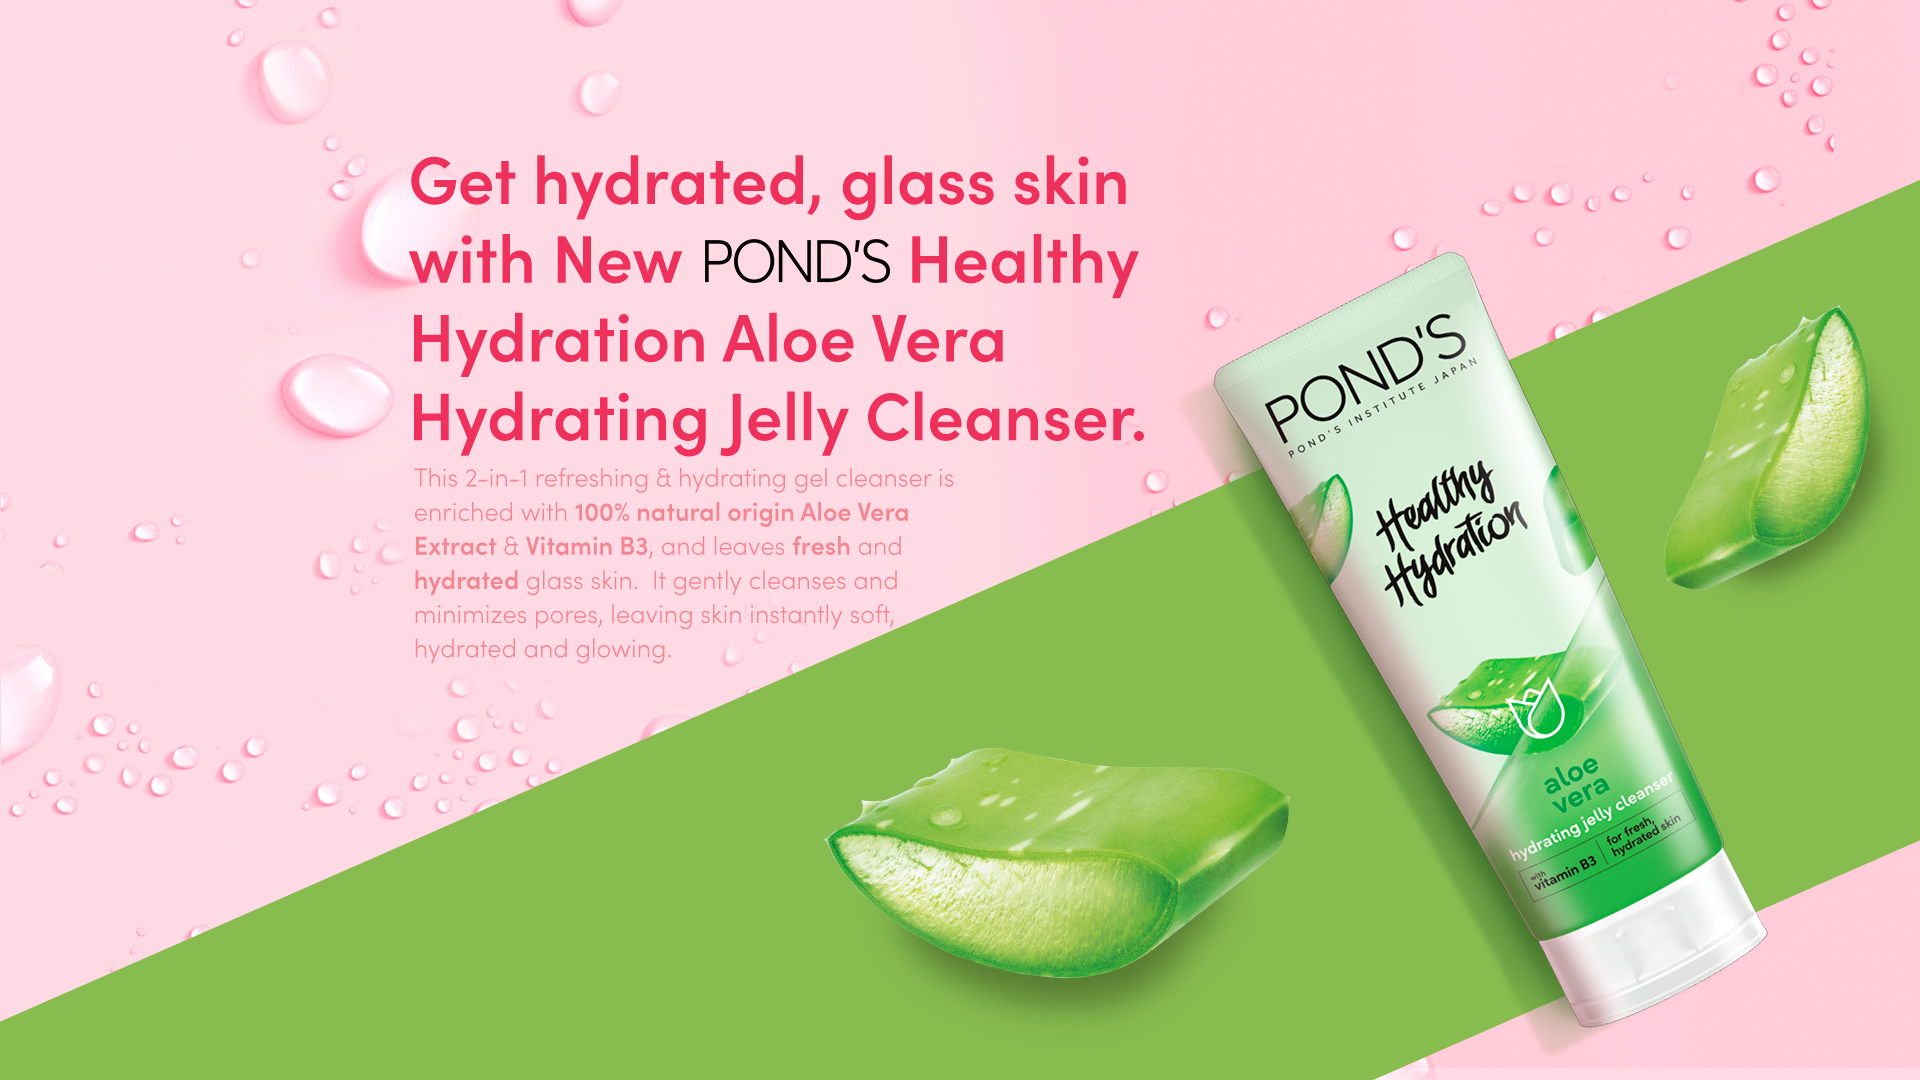 Get hydrated, glass skin
with New POND'S Healthy
Hydration Aloe Vera
Hydrating Jelly Cleanser.
This 2-in-1 refreshing & hydrating gel cleanser is
enriched with 100% natural origin Aloe Vera
Extract & Vitamin B3, and leaves fresh and
hydrated glass skin. It gently cleanses and
minimizes pores, leaving skin instantly soft,
hydrated and glowing.
POND'S
POND'S INSTITUTE JAPAN
Healthy
Hydration
aloe
vera
hydrating jelly cleanser
with
vitamin B3
for fresh,
hydrated skin